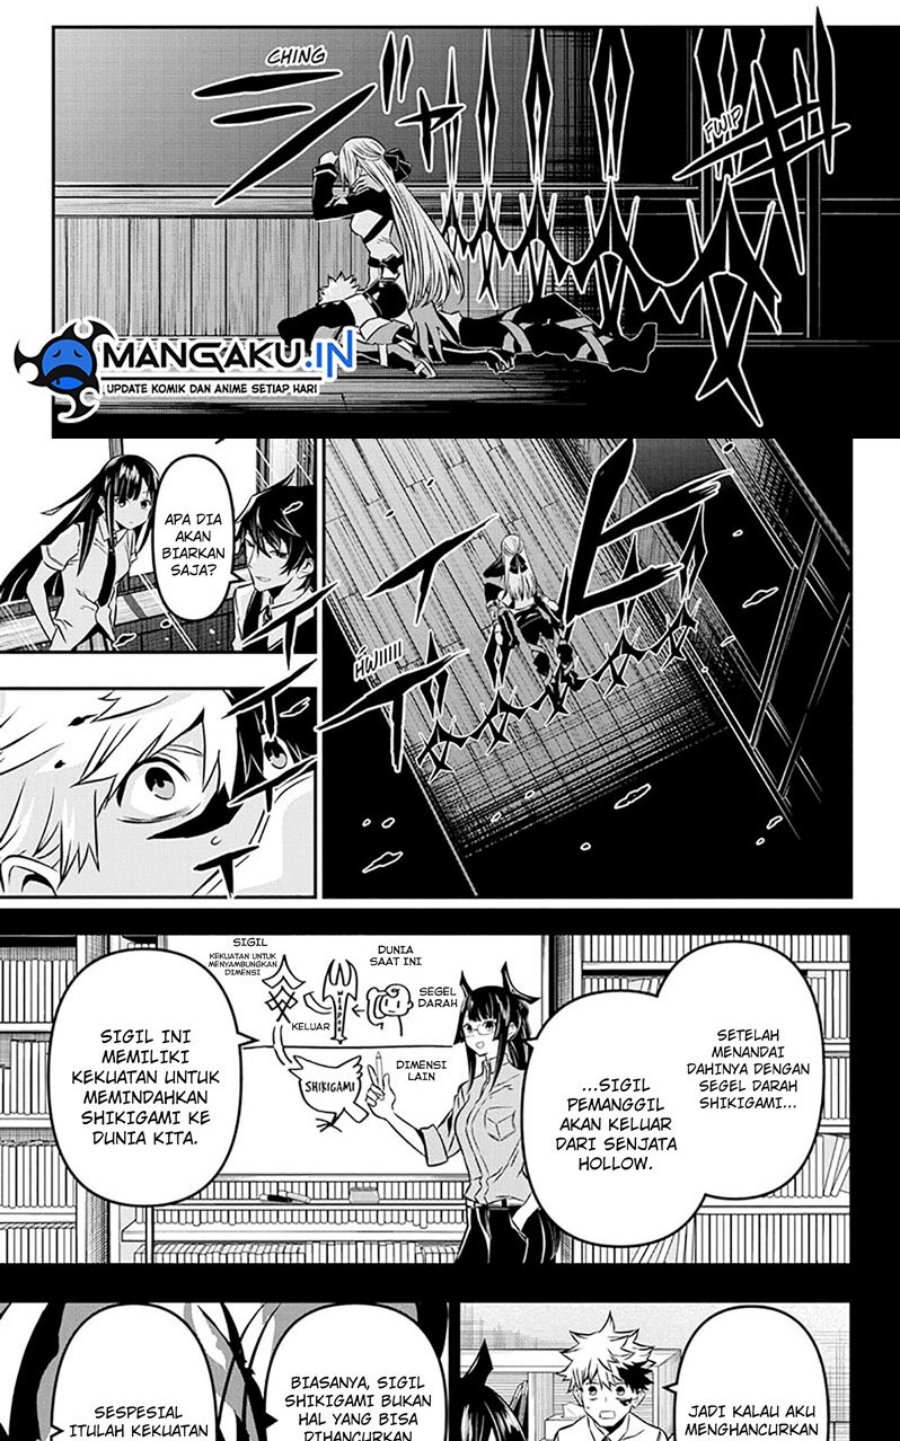 CHING
FWIP
MANGAKU.IN
UPDATE KOMIK DAN ANIME SETIAP HARI
APA DIA
AKAN
BIARKAN
SAJA?
HWIIIII
SETELAH
MENANDAI
DAHINYA DENGAN
SEGEL DARAH
SHIKIGAMI...
...SIGIL
PEMANGGIL
AKAN KELUAR
DARI SENJATA
HOLLOW.
SIGIL
KEKUATAN UNTUK
MENYAMBUNGKAN
DIMENSI
DUNIA
SAAT INI
SEGEL
DARAH
KELUAR
WEAPON
DIMENSI
LAIN
SHIKIGAMI
SIGIL INI
MEMILIKI
KEKUATAN UNTUK
MEMINDAHKAN
SHIKIGAMI KE
DUNIA KITA.
JADI KALAU AKU
MENGHANCURKAN
BIASANYA, SIGIL
SHIKIGAMI BUKAN
HAL YANG BISA
DIHANCURKAN
SESPESIAL
ITULAH KEKUATAN